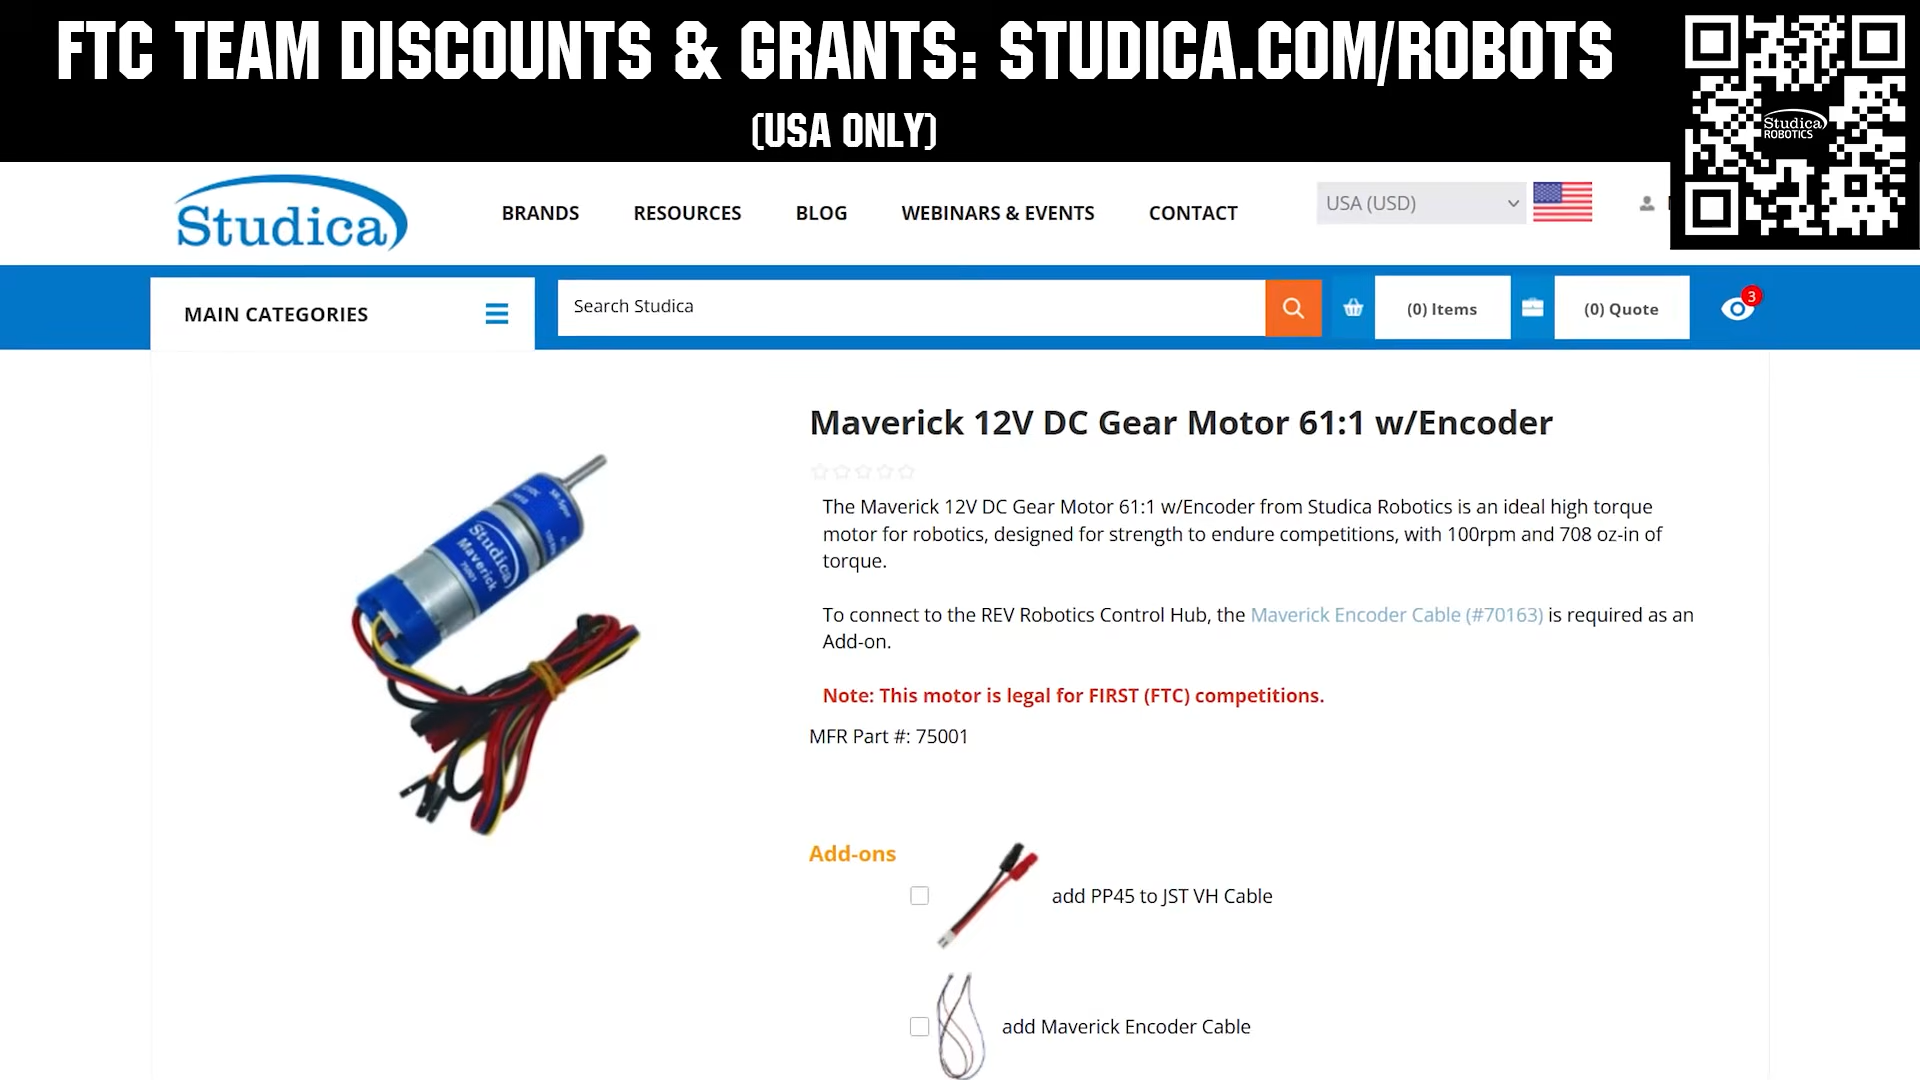 FTC TEAM DISCOUNTS & GRANTS: STUDICA.COM/ROBOTS
(USA ONLY)
Studica
ROBOTICS
Studica
BRANDS
RESOURCES
BLOG
WEBINARS & EVENTS
CONTACT
USA (USD)
MAIN CATEGORIES
Search Studica
(0) Items
(0) Quote
3
Maverick 12V DC Gear Motor 61:1 w/Encoder
The Maverick 12V DC Gear Motor 61:1 w/Encoder from Studica Robotics is an ideal high torque
motor for robotics, designed for strength to endure competitions, with 100rpm and 708 oz-in of
torque.
To connect to the REV Robotics Control Hub, the Maverick Encoder Cable (#70163) is required as an
Add-on.
Note: This motor is legal for FIRST (FTC) competitions.
MFR Part #: 75001
Studica
Maverick
75001
Add-ons
add PP45 to JST VH Cable
add Maverick Encoder Cable